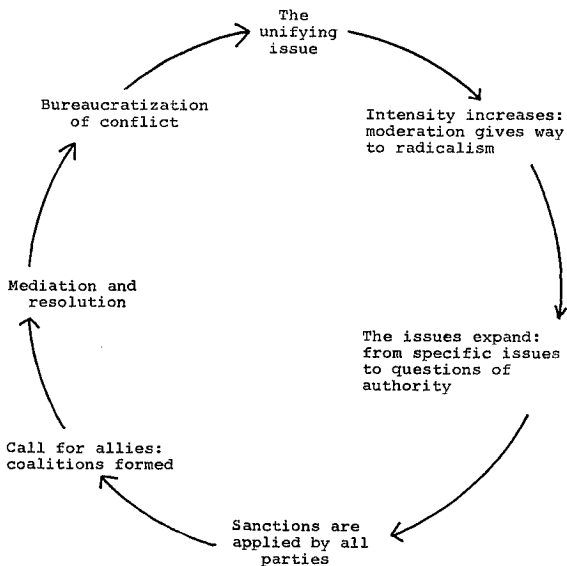 The
unifying
issue
Intensity increases:
moderation gives way
to radicalism
The issues expand:
from specific issues
to questions of
authority
Sanctions are
applied by all
parties
Call for allies:
coalitions formed
Mediation and
resolution
Bureaucratization
of conflict